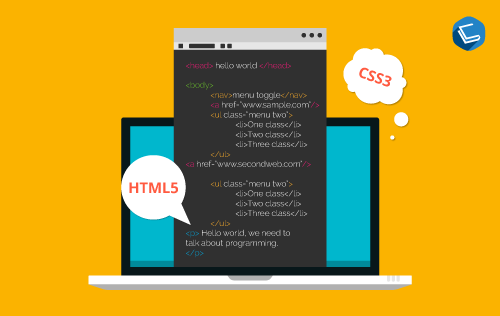 <head> hello world </head>
CSS3
<body>
<nav>menu toggle</nav>
<a href="www.sample.com"/>
<ul class="menu two">
<li>One class</li>
<li>Two class</li>
<li>Three class</li>
</ul>
<a href="www.secondweb.com"/>
HTML5
<ul class="menu two">
<li>One class</li>
<li>Two class</li>
<li>Three class</li>
</ul>
<p> Hello world, we need to
talk about programming.
</p>